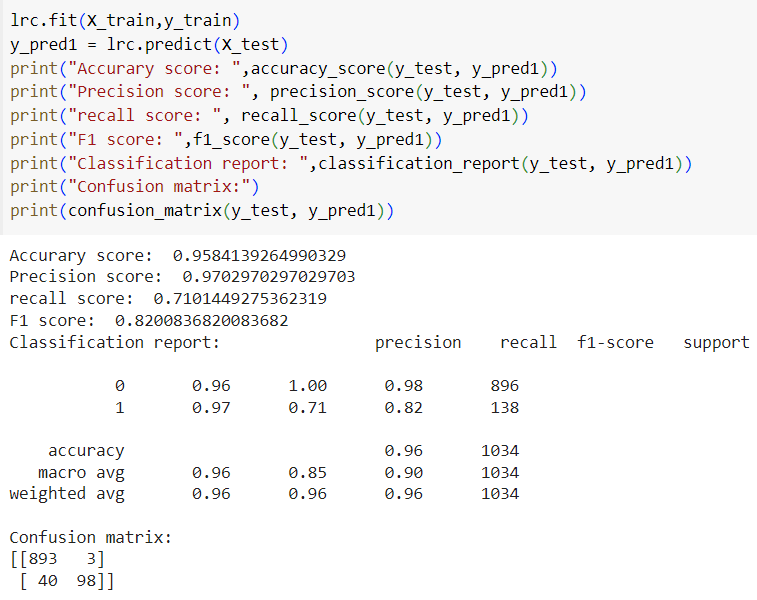 lrc.fit(X_train,y_train)
y_pred1 = lrc.predict(X_test)
print("Accurary score: ",accuracy_score(y_test, y_pred1))
print("Precision score: ", precision_score(y_test, y_pred1))
print("recall score: ", recall_score(y_test, y_pred1))
print("F1 score: ",f1_score(y_test, y_pred1))
print("Classification report: ",classification_report(y_test, y_pred1))
print("Confusion matrix:")
print(confusion_matrix(y_test, y_pred1))
Accurary score:  0.9584139264990329
Precision score:  0.9702970297029703
recall score:  0.7101449275362319
F1 score:  0.8200836820083682
Classification report:                precision    recall  f1-score   support
           0       0.96      1.00      0.98       896
           1       0.97      0.71      0.82       138
    accuracy                           0.96      1034
   macro avg       0.96      0.85      0.90      1034
weighted avg       0.96      0.96      0.96      1034
Confusion matrix:
[[893   3]
 [ 40  98]]